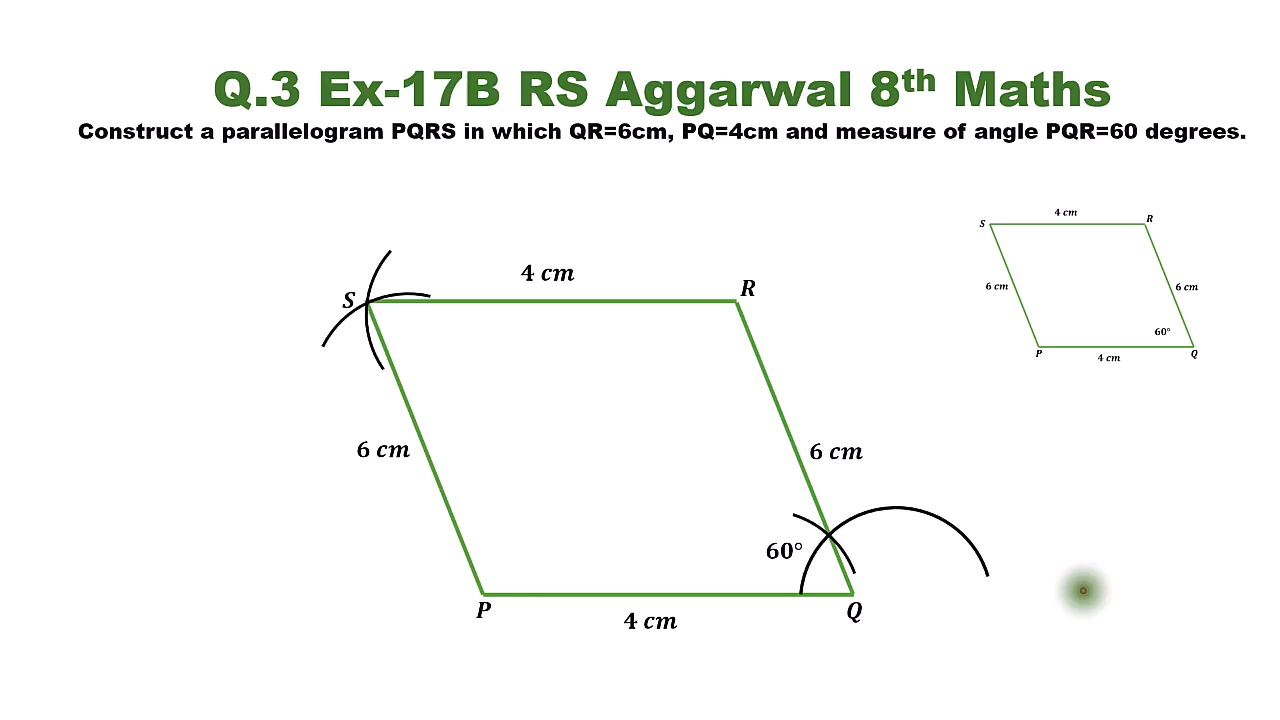 Q.3 Ex-17B RS Aggarwal 8th Maths
Construct a parallelogram PQRS in which QR=6cm, PQ=4cm and measure of angle PQR=60 degrees.
4 cm
S
R
6 cm
6 cm
60°
P
4 cm
Q
4 cm
S
R
6 cm
6 cm
60°
P
Q
4 cm